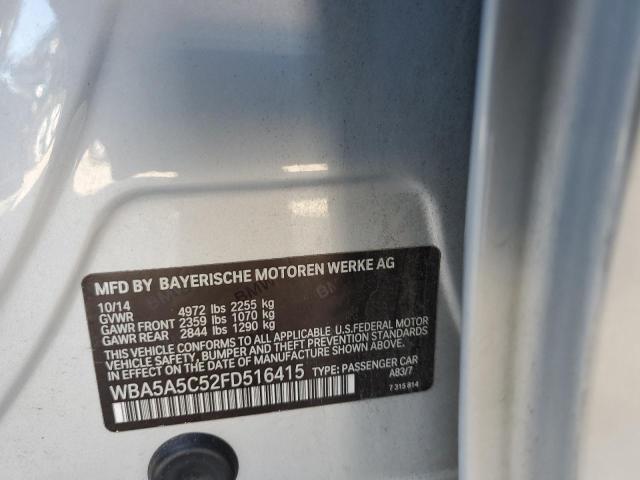 MFD BY BAYERISCHE MOTOREN WERKE AG
10/14
GVWR 4972 lbs 2255 kg
GAWR FRONT 2359 lbs 1070 kg
GAWR REAR 2844 lbs 1290 kg
THIS VEHICLE CONFORMS TO ALL APPLICABLE U.S.FEDERAL MOTOR
VEHICLE SAFETY, BUMPER AND THEFT PREVENTION STANDARDS
IN EFFECT ON THE DATE OF MANUFACTURE SHOWN ABOVE.
WBA5A5C52FD516415 TYPE: PASSENGER CAR
A83/7
7 315 814